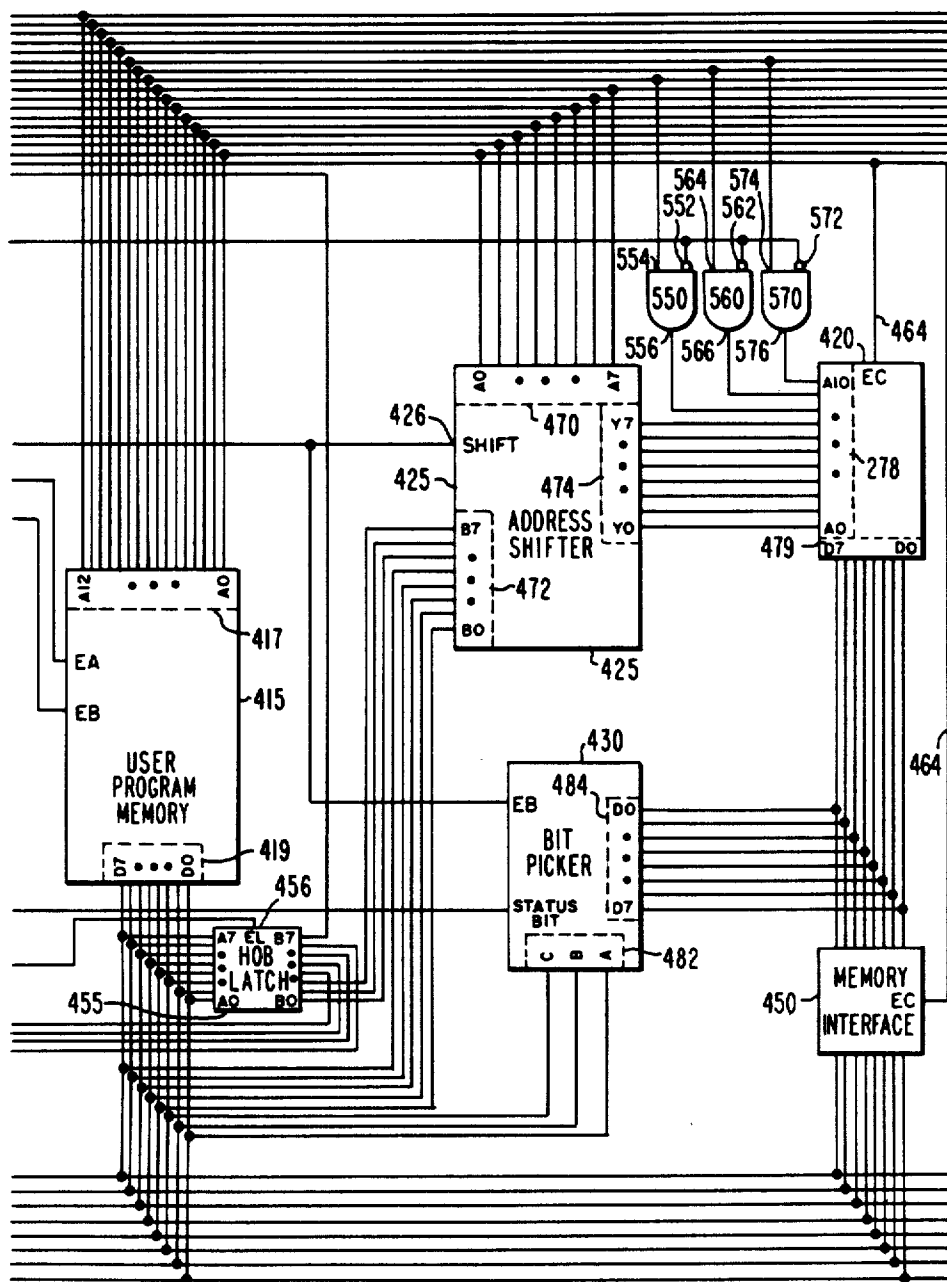 564 574
552 562 572
554
550 560 570
464
556 566 576 420
A0 A7 A10 EC
426 470
SHIFT Y7
425 474 278
ADDRESS
SHIFTER
B7 Y0 A0
472 479 D7 D0
B0
425
A12 A0
417
EA
415
EB
464
USER
PROGRAM
MEMORY
430
484
EB D0
BIT
PICKER
419
D7 D0
456
STATUS
BIT D7
A7 EL B7
HOB
LATCH
A0 B0
C B A 482
455
450 MEMORY
EC
INTERFACE